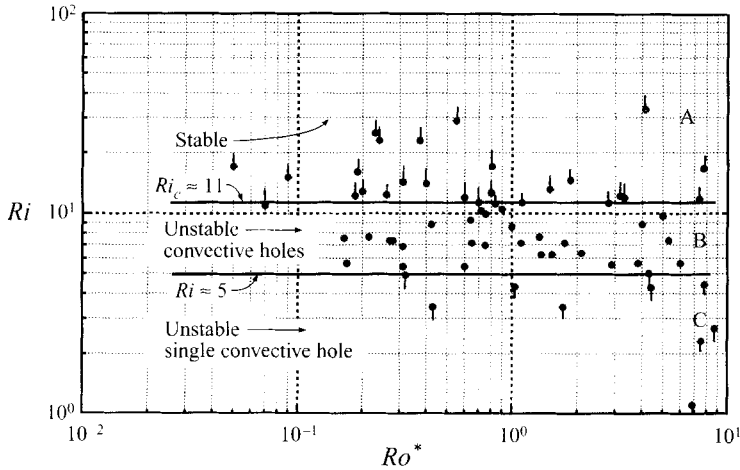 10²
A
Stable
Ri_c ≈ 11
Ri
10¹
Unstable
convective holes
B
Ri ≈ 5
Unstable
single convective hole
C
10⁰
10⁻² 10⁻¹ 10⁰ 10¹
Ro*